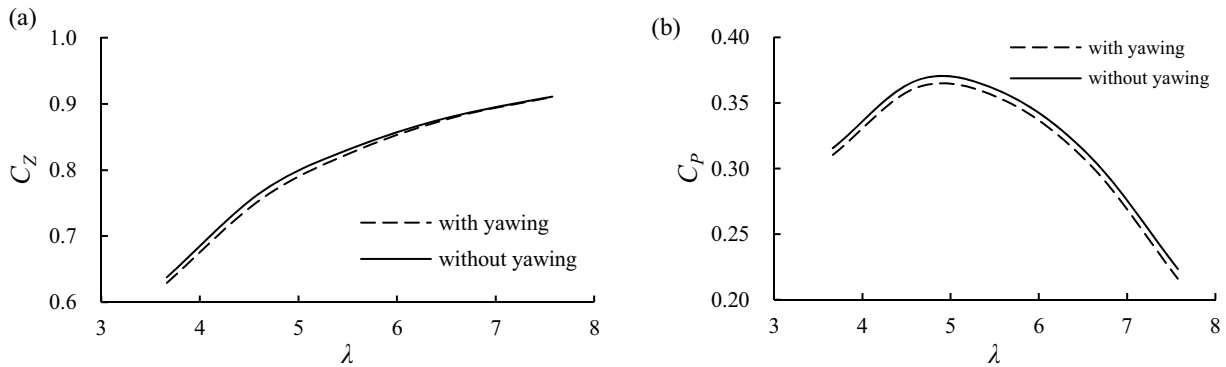 (a)
1.0
0.9
0.8
0.7
0.6
C_Z
3 4 5 6 7 8
λ
with yawing
without yawing
(b)
0.40
0.35
0.30
0.25
0.20
C_P
3 4 5 6 7 8
λ
with yawing
without yawing